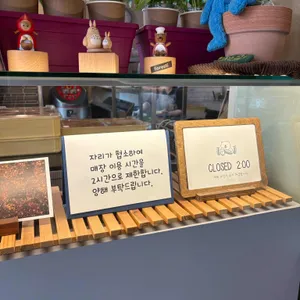 자리가 협소하여
매장 이용 시간을
2시간으로 제한합니다.
양해 부탁드립니다.
CLOSED 2:00